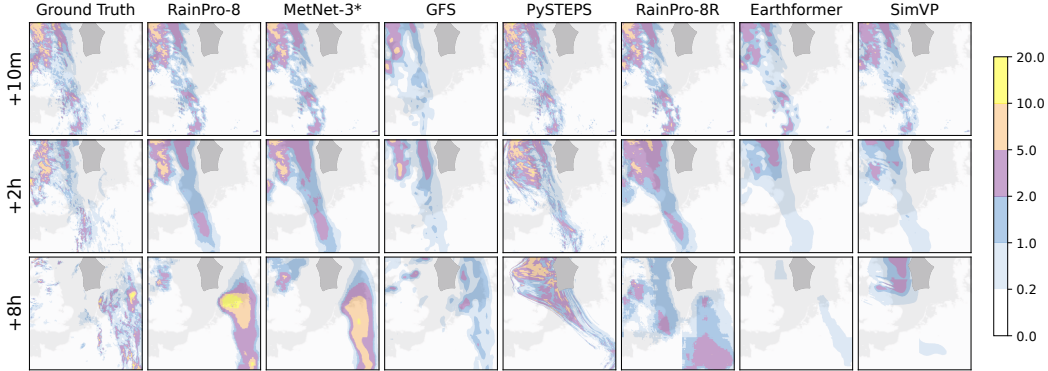 Ground Truth RainPro-8 MetNet-3* GFS PySTEPS RainPro-8R Earthformer SimVP
+10m
+2h
+8h
20.0
10.0
5.0
2.0
1.0
0.2
0.0